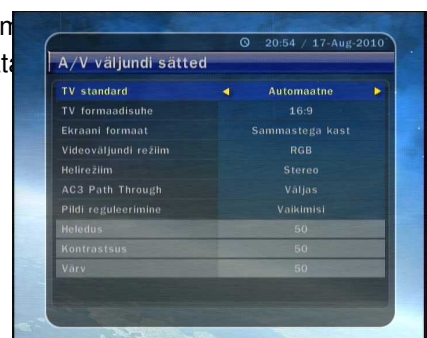 20:54 / 17-Aug-2010
A/V väljundi sätted
TV standard Automaatne
TV formaadisuhe 16:9
Ekraani formaat Sammastega kast
Videoväljundi režiim RGB
Helirežiim Stereo
AC3 Path Through Väljas
Pildi reguleerimine Vaikimisi
Heledus 50
Kontrastsus 50
Värv 50